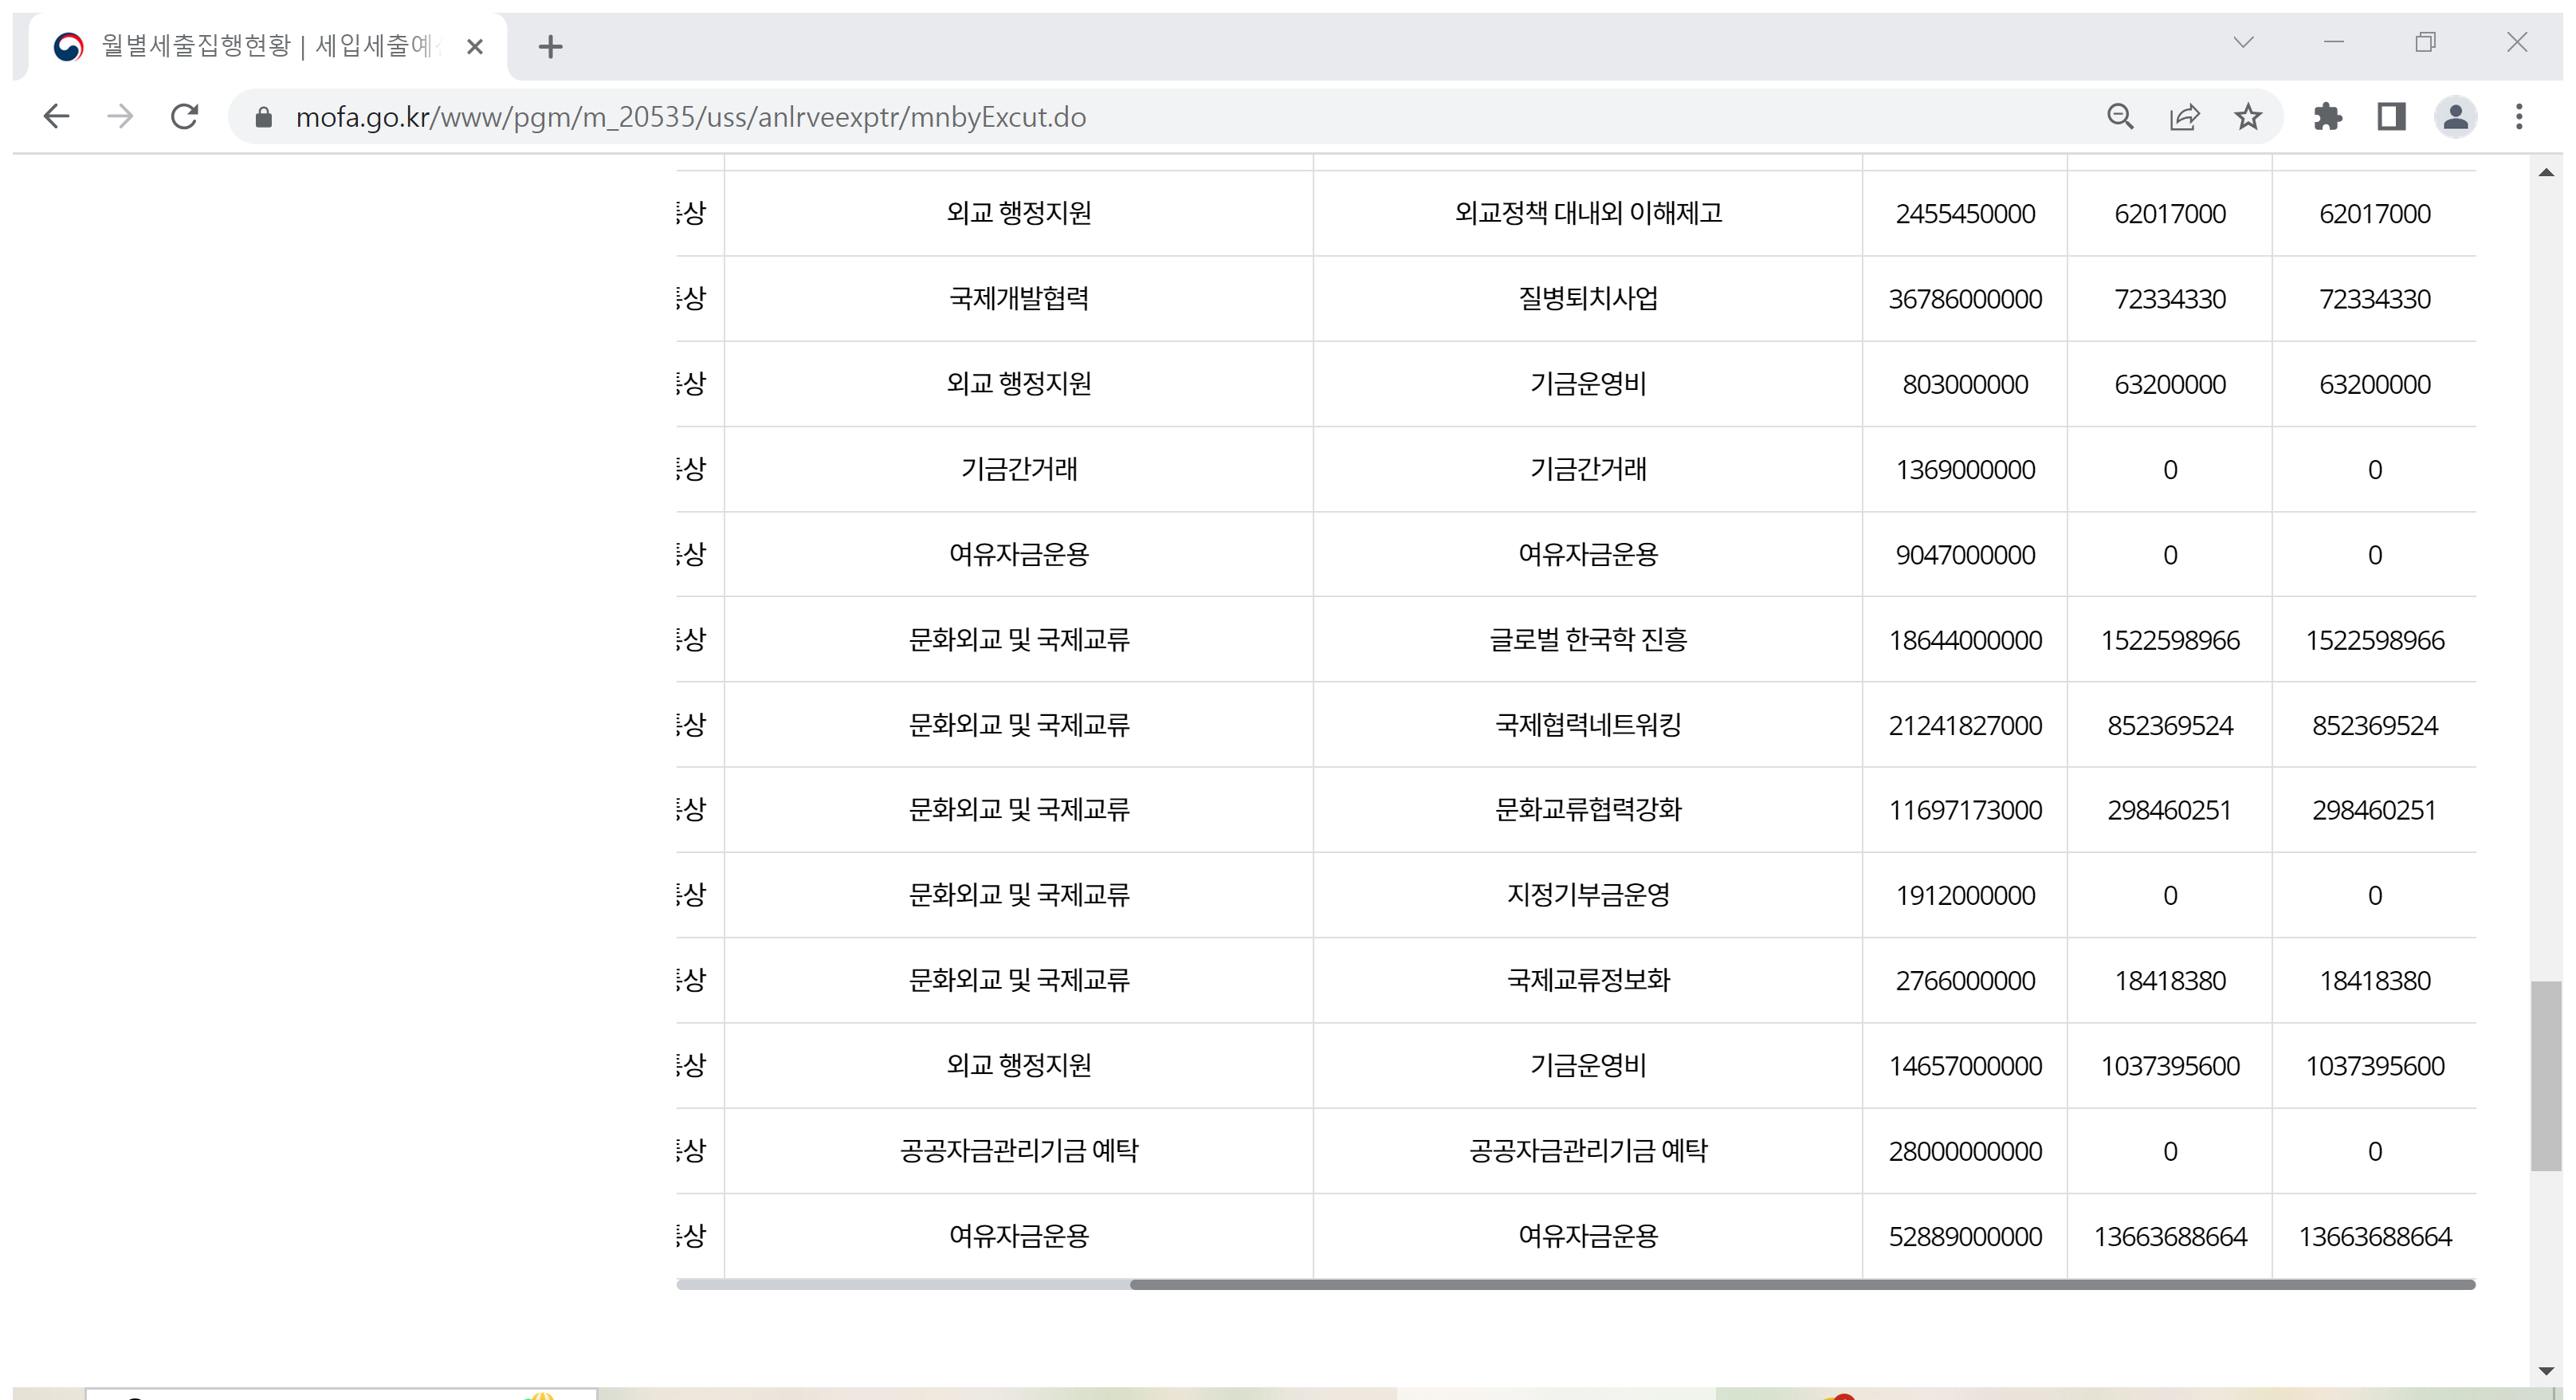 월별세출집행현황 | 세입세출예
mofa.go.kr/www/pgm/m_20535/uss/anlrveexptr/mnbyExcut.do
통상 외교 행정지원 외교정책 대내외 이해제고 2455450000 62017000 62017000
통상 국제개발협력 질병퇴치사업 36786000000 72334330 72334330
통상 외교 행정지원 기금운영비 803000000 63200000 63200000
통상 기금간거래 기금간거래 1369000000 0 0
통상 여유자금운용 여유자금운용 9047000000 0 0
통상 문화외교 및 국제교류 글로벌 한국학 진흥 18644000000 1522598966 1522598966
통상 문화외교 및 국제교류 국제협력네트워킹 21241827000 852369524 852369524
통상 문화외교 및 국제교류 문화교류협력강화 11697173000 298460251 298460251
통상 문화외교 및 국제교류 지정기부금운영 1912000000 0 0
통상 문화외교 및 국제교류 국제교류정보화 2766000000 18418380 18418380
통상 외교 행정지원 기금운영비 14657000000 1037395600 1037395600
통상 공공자금관리기금 예탁 공공자금관리기금 예탁 28000000000 0 0
통상 여유자금운용 여유자금운용 52889000000 13663688664 13663688664